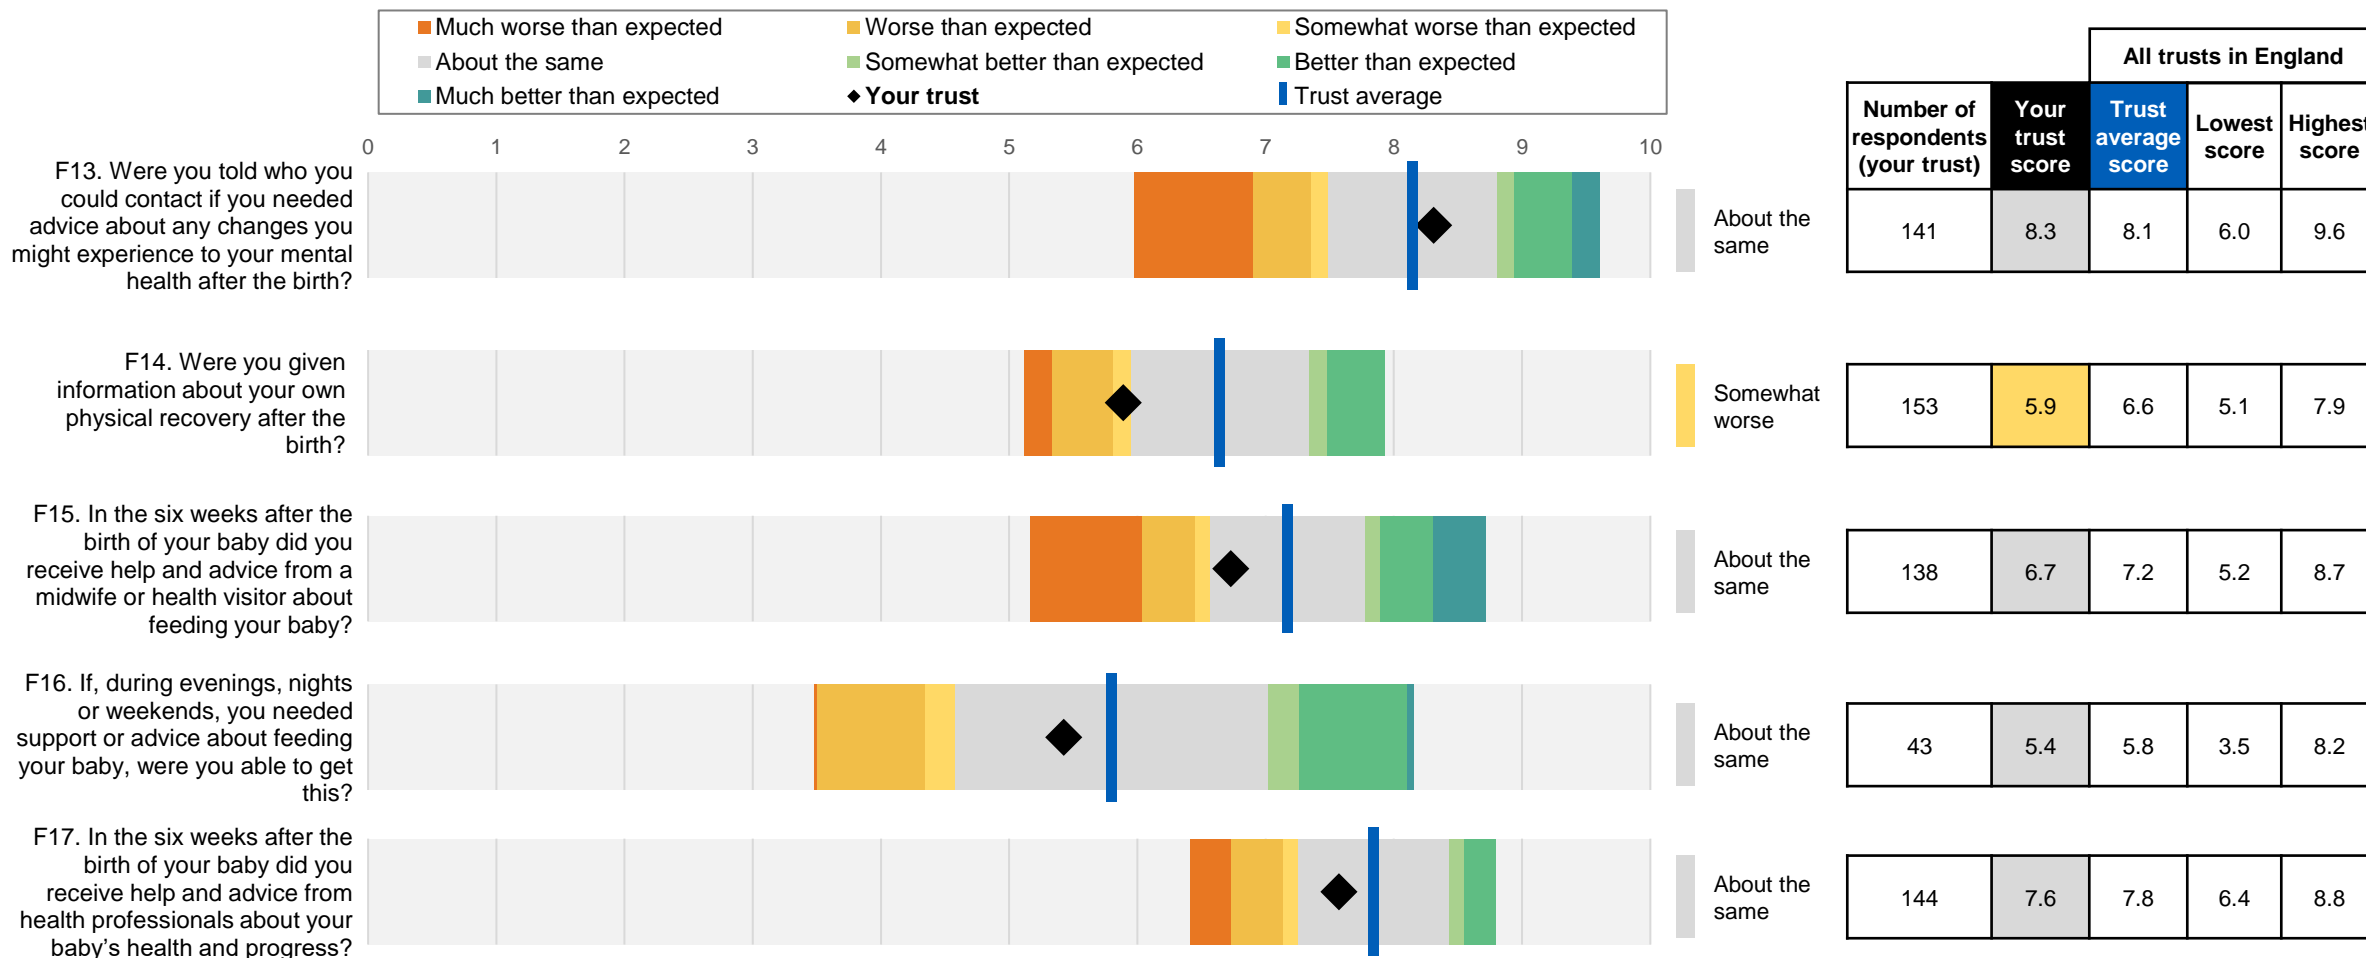 Much worse than expected
Worse than expected
Somewhat worse than expected
About the same
Somewhat better than expected
Better than expected
Much better than expected
Your trust
Trust average
All trusts in England
Number of
respondents
(your trust)
Your
trust
score
Trust
average
score
Lowest
score
Highest
score
0 1 2 3 4 5 6 7 8 9 10
F13. Were you told who you
could contact if you needed
advice about any changes you
might experience to your mental
health after the birth?
About the
same
141 8.3 8.1 6.0 9.6
F14. Were you given
information about your own
physical recovery after the
birth?
Somewhat
worse
153 5.9 6.6 5.1 7.9
F15. In the six weeks after the
birth of your baby did you
receive help and advice from a
midwife or health visitor about
feeding your baby?
About the
same
138 6.7 7.2 5.2 8.7
F16. If, during evenings, nights
or weekends, you needed
support or advice about feeding
your baby, were you able to get
this?
About the
same
43 5.4 5.8 3.5 8.2
F17. In the six weeks after the
birth of your baby did you
receive help and advice from
health professionals about your
baby’s health and progress?
About the
same
144 7.6 7.8 6.4 8.8